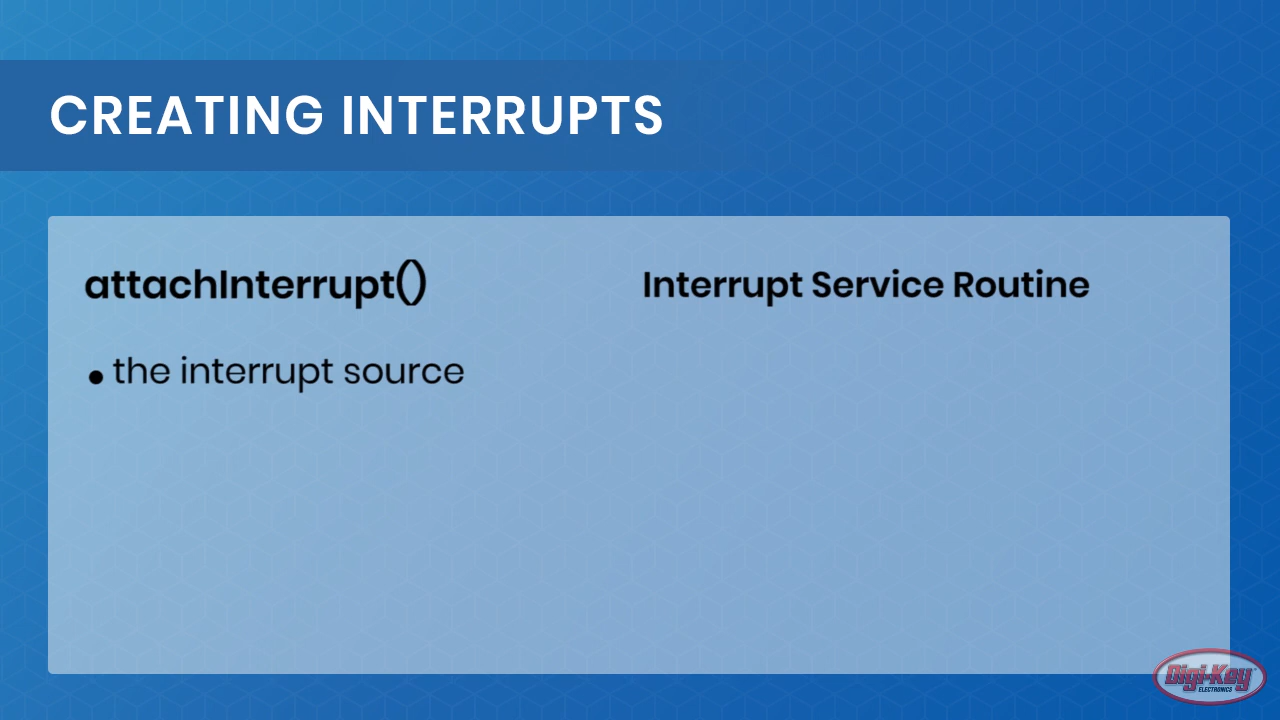 CREATING INTERRUPTS
attachInterrupt()
• the interrupt source
Interrupt Service Routine
Digi-Key
ELECTRONICS